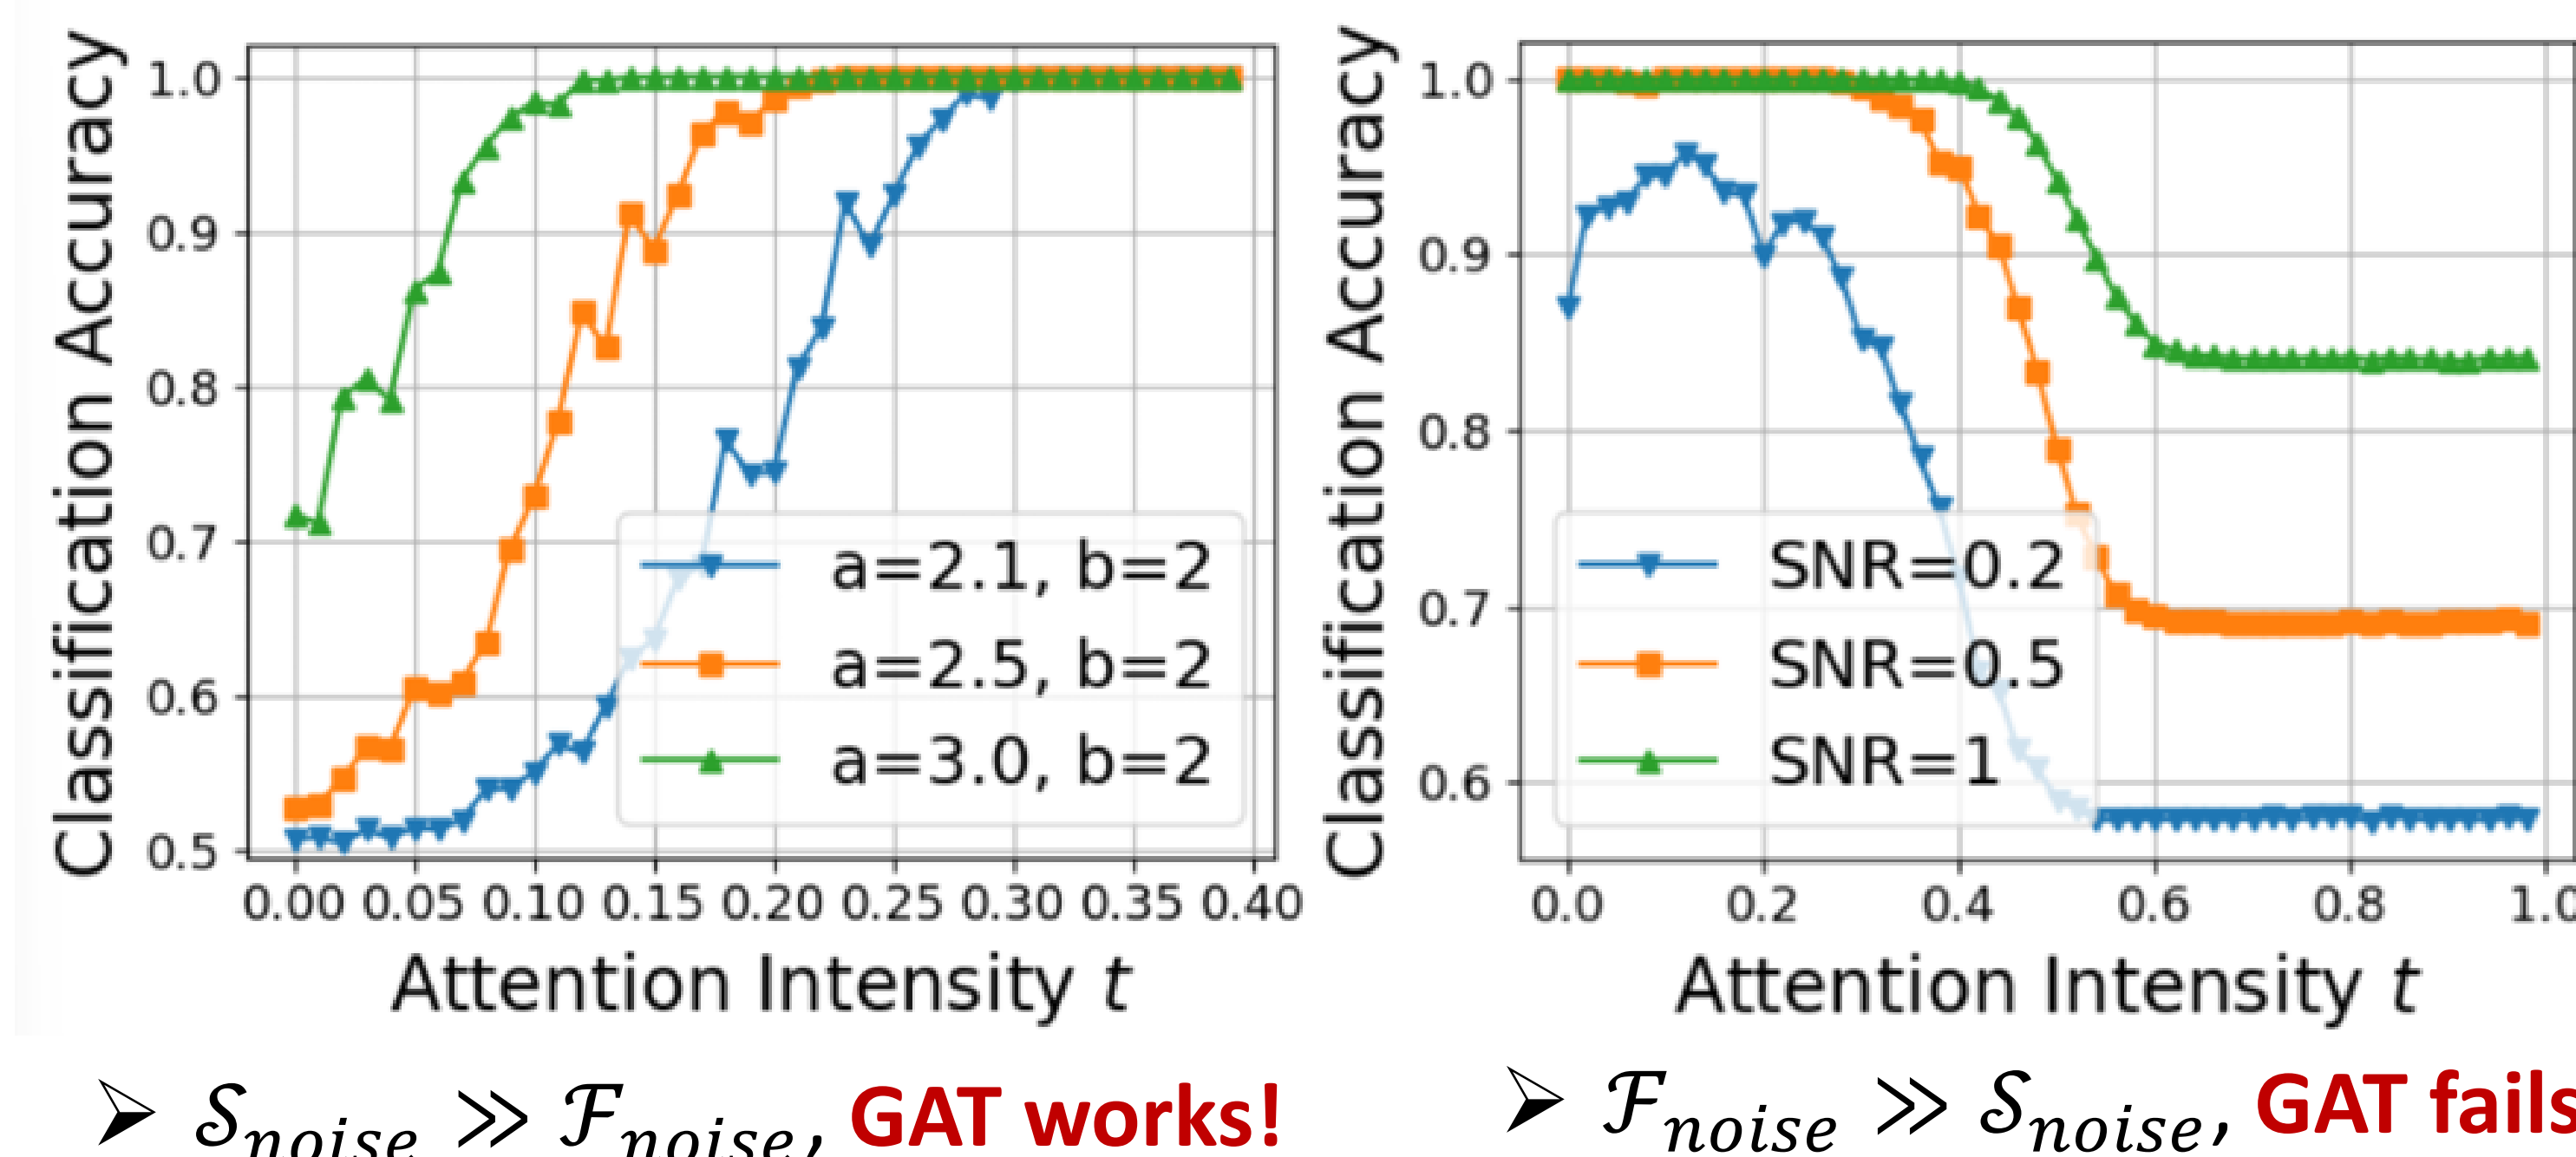 Classification Accuracy
1.0
0.9
0.8
0.7
0.6
0.5
a=2.1, b=2
a=2.5, b=2
a=3.0, b=2
0.00 0.05 0.10 0.15 0.20 0.25 0.30 0.35 0.40
Attention Intensity t
Classification Accuracy
1.0
0.9
0.8
0.7
0.6
SNR=0.2
SNR=0.5
SNR=1
0.0 0.2 0.4 0.6 0.8 1.0
Attention Intensity t
➢ 𝒮noise ≫ ℱnoise, GAT works!
➢ ℱnoise ≫ 𝒮noise, GAT fails